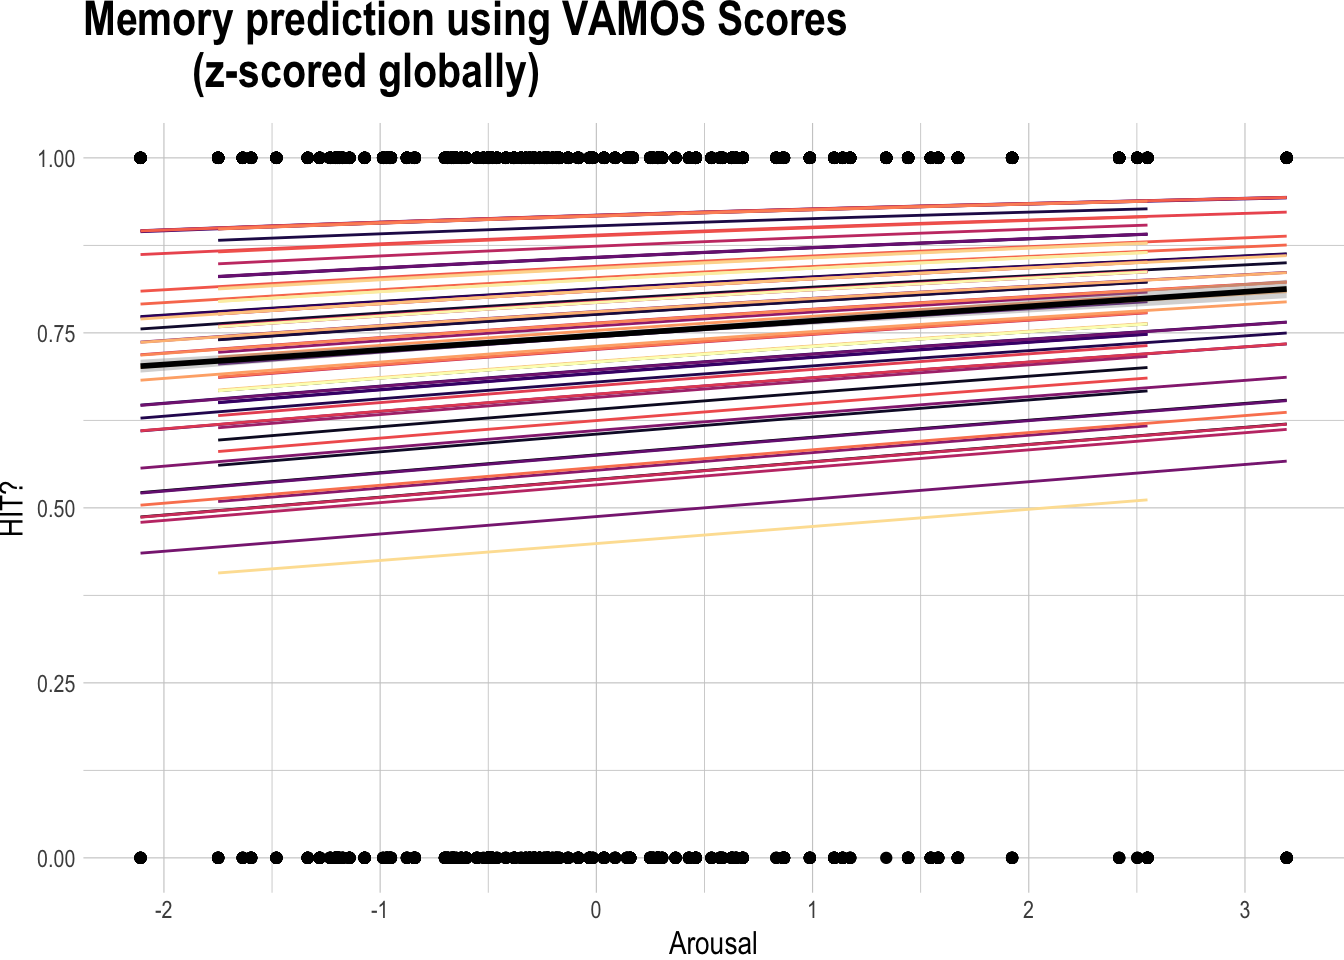 Memory prediction using VAMOS Scores
(z-scored globally)
1.00
0.75
0.50
0.25
0.00
HIT?
-2 -1 0 1 2 3
Arousal